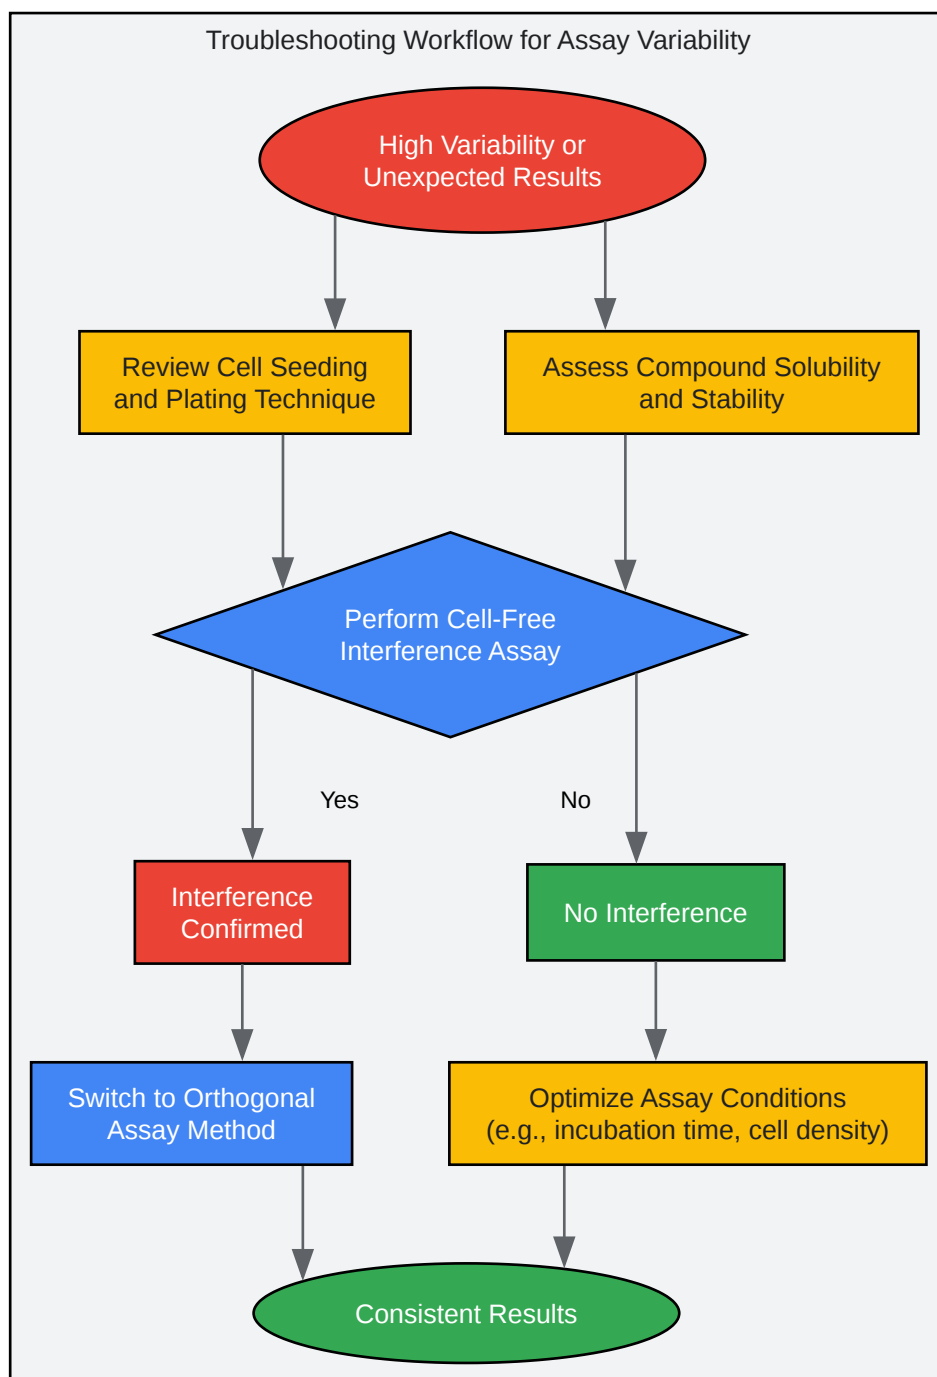 Troubleshooting Workflow for Assay Variability
High Variability or
Unexpected Results
Review Cell Seeding
and Plating Technique
Assess Compound Solubility
and Stability
Perform Cell-Free
Interference Assay
Yes
No
Interference
Confirmed
No Interference
Switch to Orthogonal
Assay Method
Optimize Assay Conditions
(e.g., incubation time, cell density)
Consistent Results